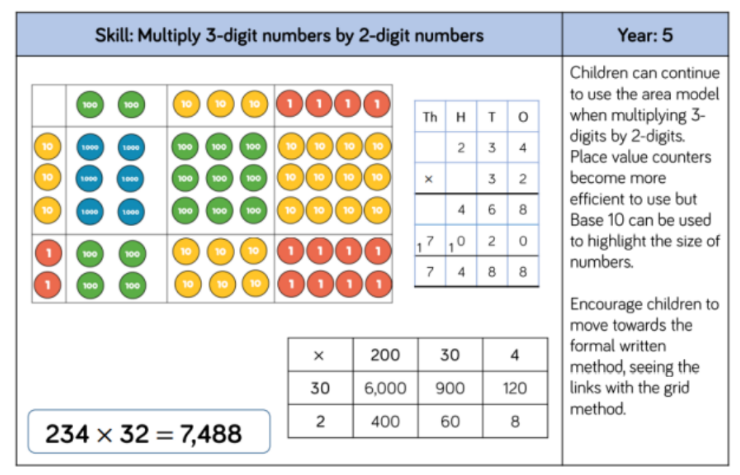 Skill: Multiply 3-digit numbers by 2-digit numbers
Year: 5
100 100 10 10 10 1 1 1 1
10 1000 1000 100 100 100 10 10 10 10
10 1000 1000 100 100 100 10 10 10 10
10 1000 1000 100 100 100 10 10 10 10
1 100 100 10 10 10 1 1 1 1
1 100 100 10 10 10 1 1 1 1
Th H T O
2 3 4
× 3 2
4 6 8
1 7 1 0 2 0
7 4 8 8
Children can continue
to use the area model
when multiplying 3-
digits by 2-digits.
Place value counters
become more
efficient to use but
Base 10 can be used
to highlight the size of
numbers.
Encourage children to
move towards the
formal written
method, seeing the
links with the grid
method.
× 200 30 4
30 6,000 900 120
2 400 60 8
234 × 32 = 7,488